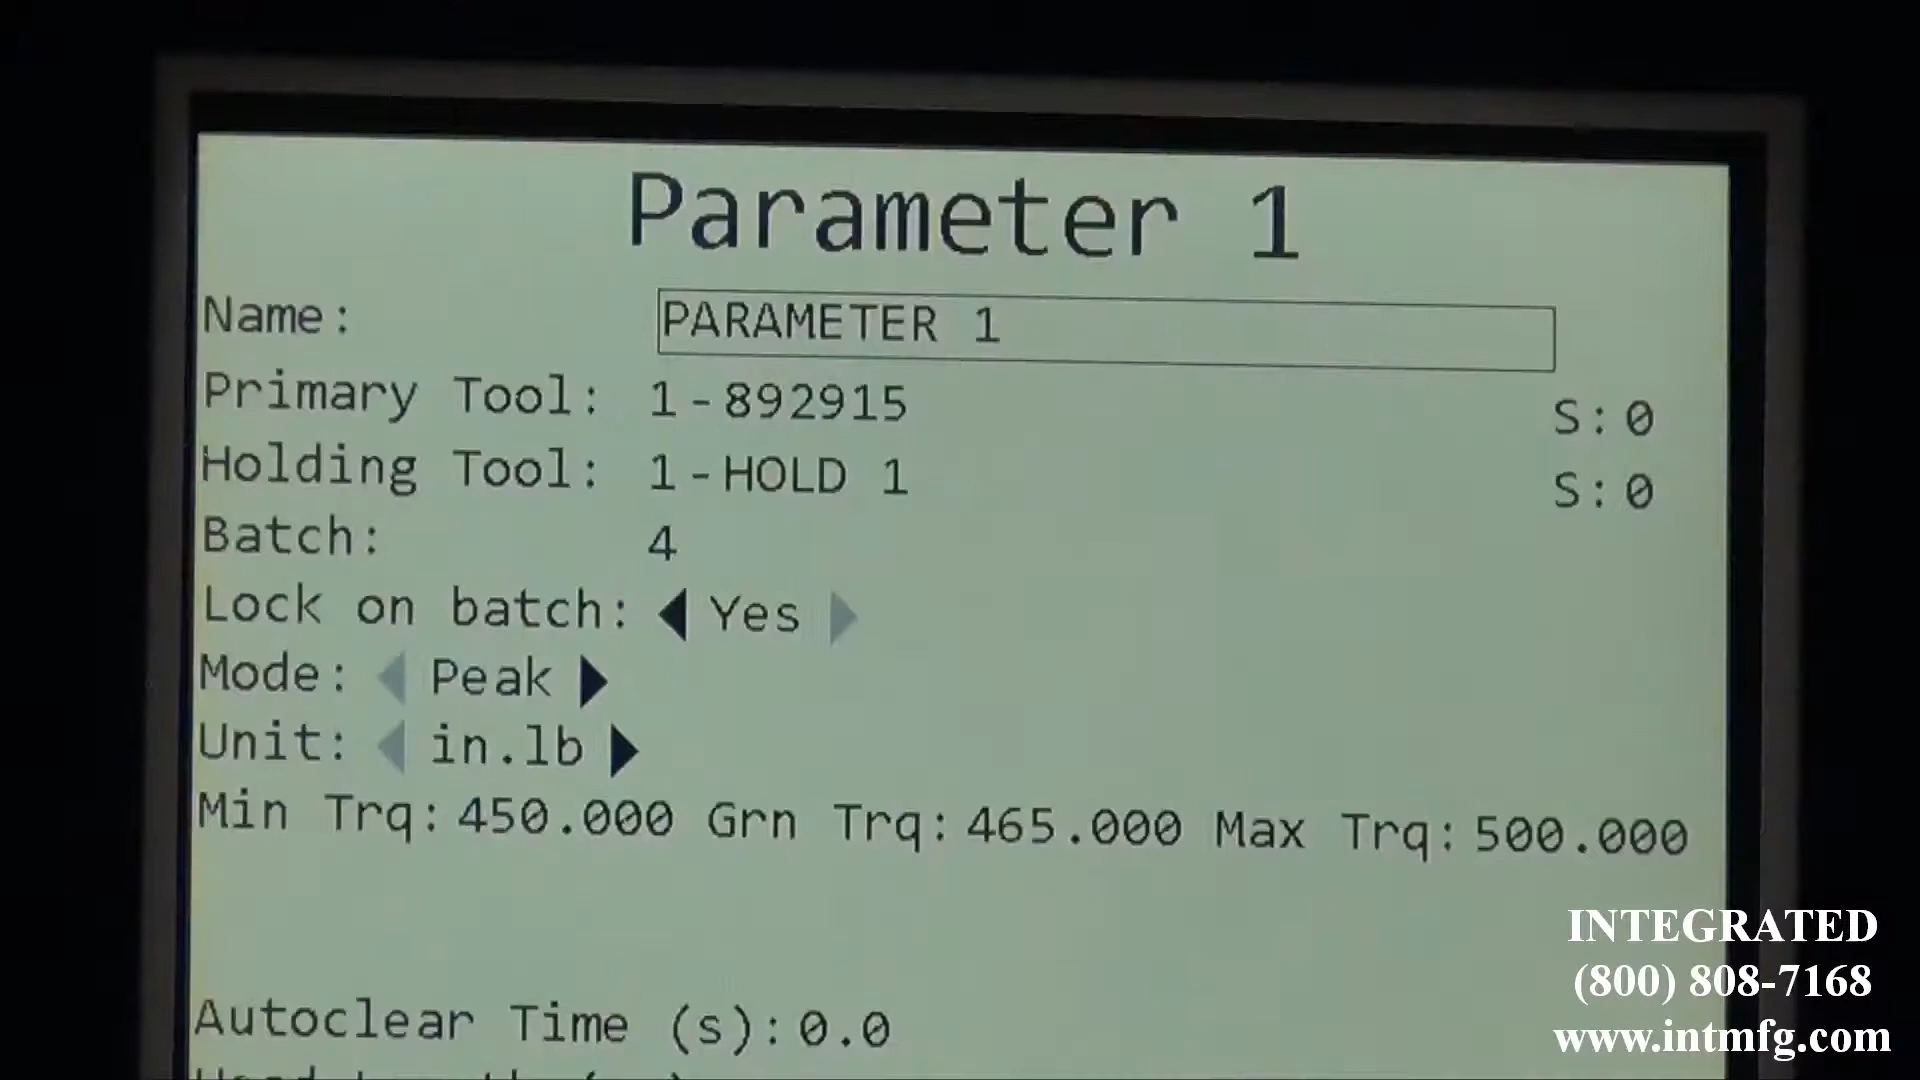 Parameter 1
Name: PARAMETER 1
Primary Tool: 1-892915 S:0
Holding Tool: 1-HOLD 1 S:0
Batch: 4
Lock on batch: Yes
Mode: Peak
Unit: in.lb
Min Trq:450.000 Grn Trq:465.000 Max Trq:500.000
INTEGRATED
(800) 808-7168
Autoclear Time (s):0.0
www.intmfg.com